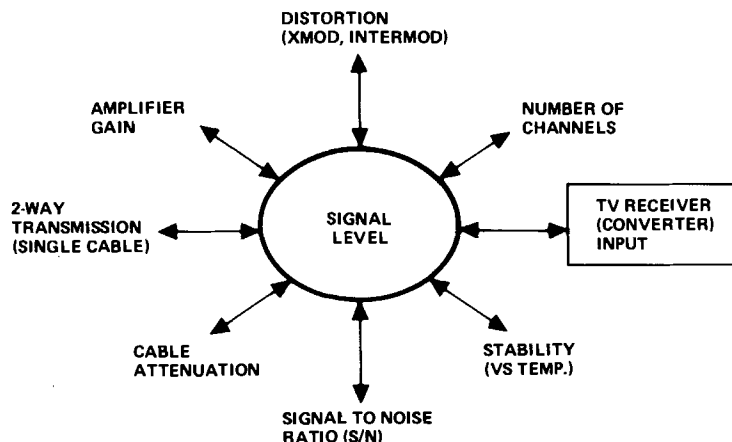 DISTORTION
(XMOD, INTERMOD)
AMPLIFIER
GAIN
NUMBER OF
CHANNELS
2-WAY
TRANSMISSION
(SINGLE CABLE)
SIGNAL
LEVEL
TV RECEIVER
(CONVERTER)
INPUT
CABLE
ATTENUATION
STABILITY
(VS TEMP.)
SIGNAL TO NOISE
RATIO (S/N)